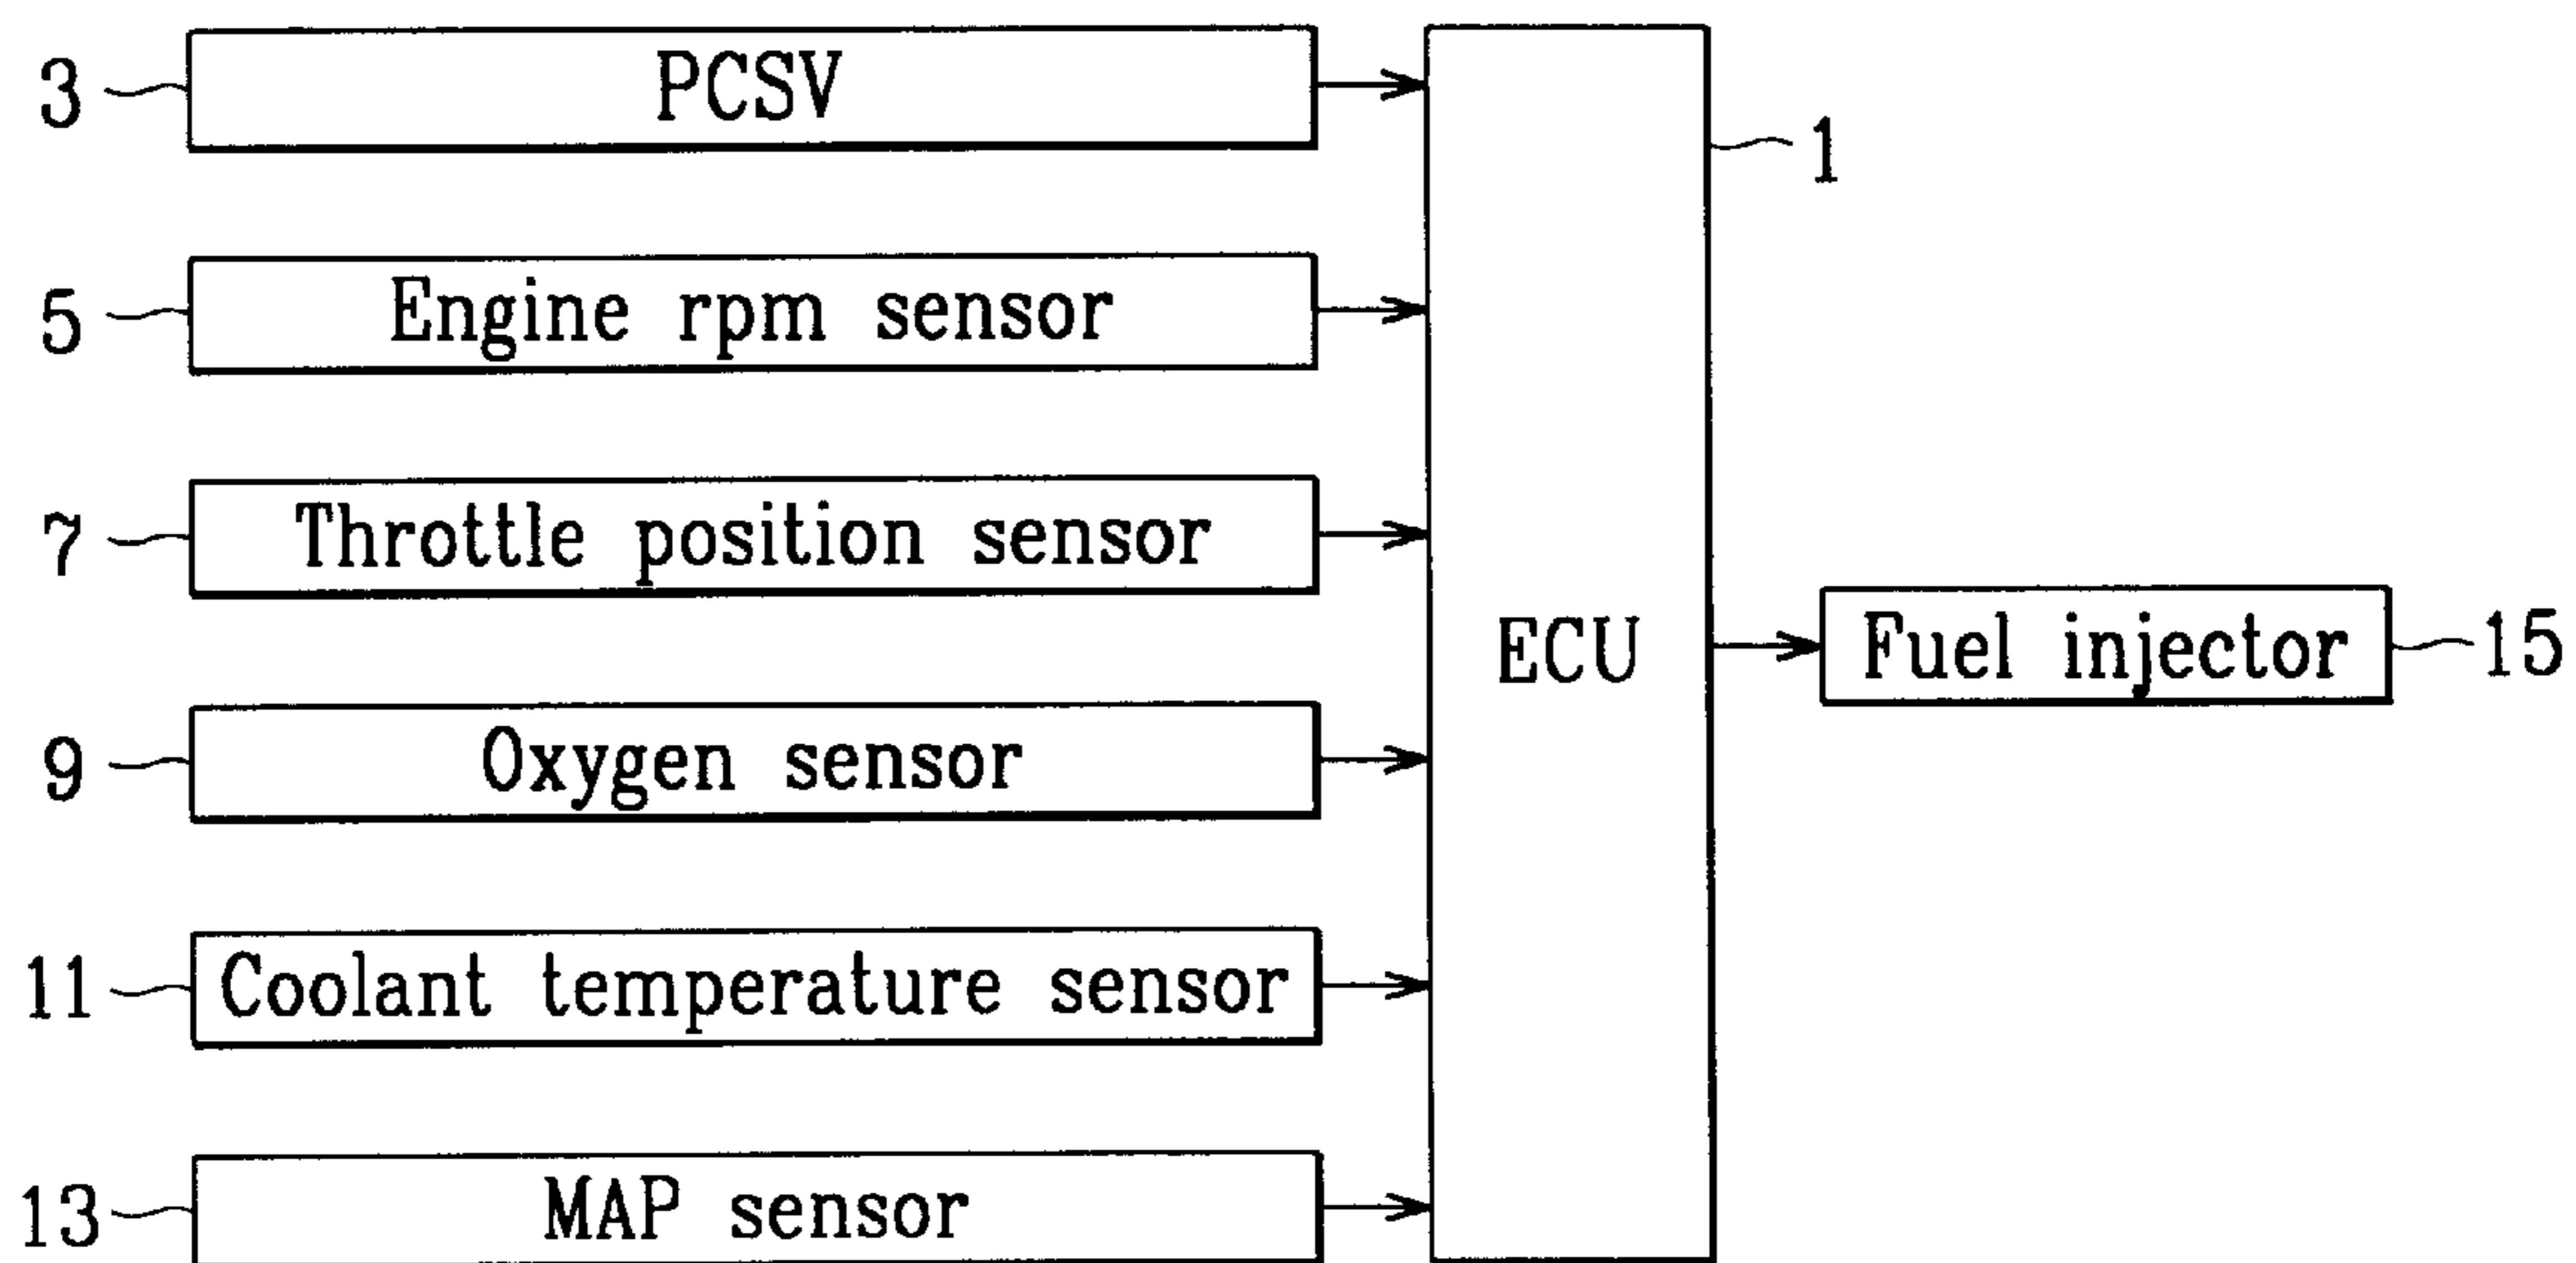 3 PCSV
1
5 Engine rpm sensor
7 Throttle position sensor
ECU
Fuel injector 15
9 Oxygen sensor
11 Coolant temperature sensor
13 MAP sensor